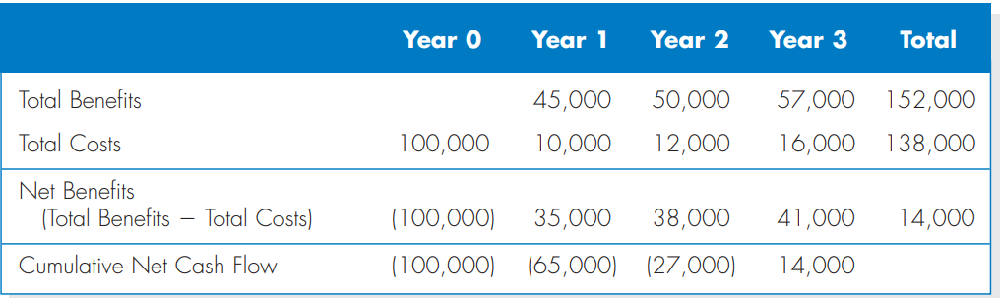 Year 0 Year 1 Year 2 Year 3 Total
Total Benefits 45,000 50,000 57,000 152,000
Total Costs 100,000 10,000 12,000 16,000 138,000
Net Benefits
(Total Benefits − Total Costs) (100,000) 35,000 38,000 41,000 14,000
Cumulative Net Cash Flow (100,000) (65,000) (27,000) 14,000